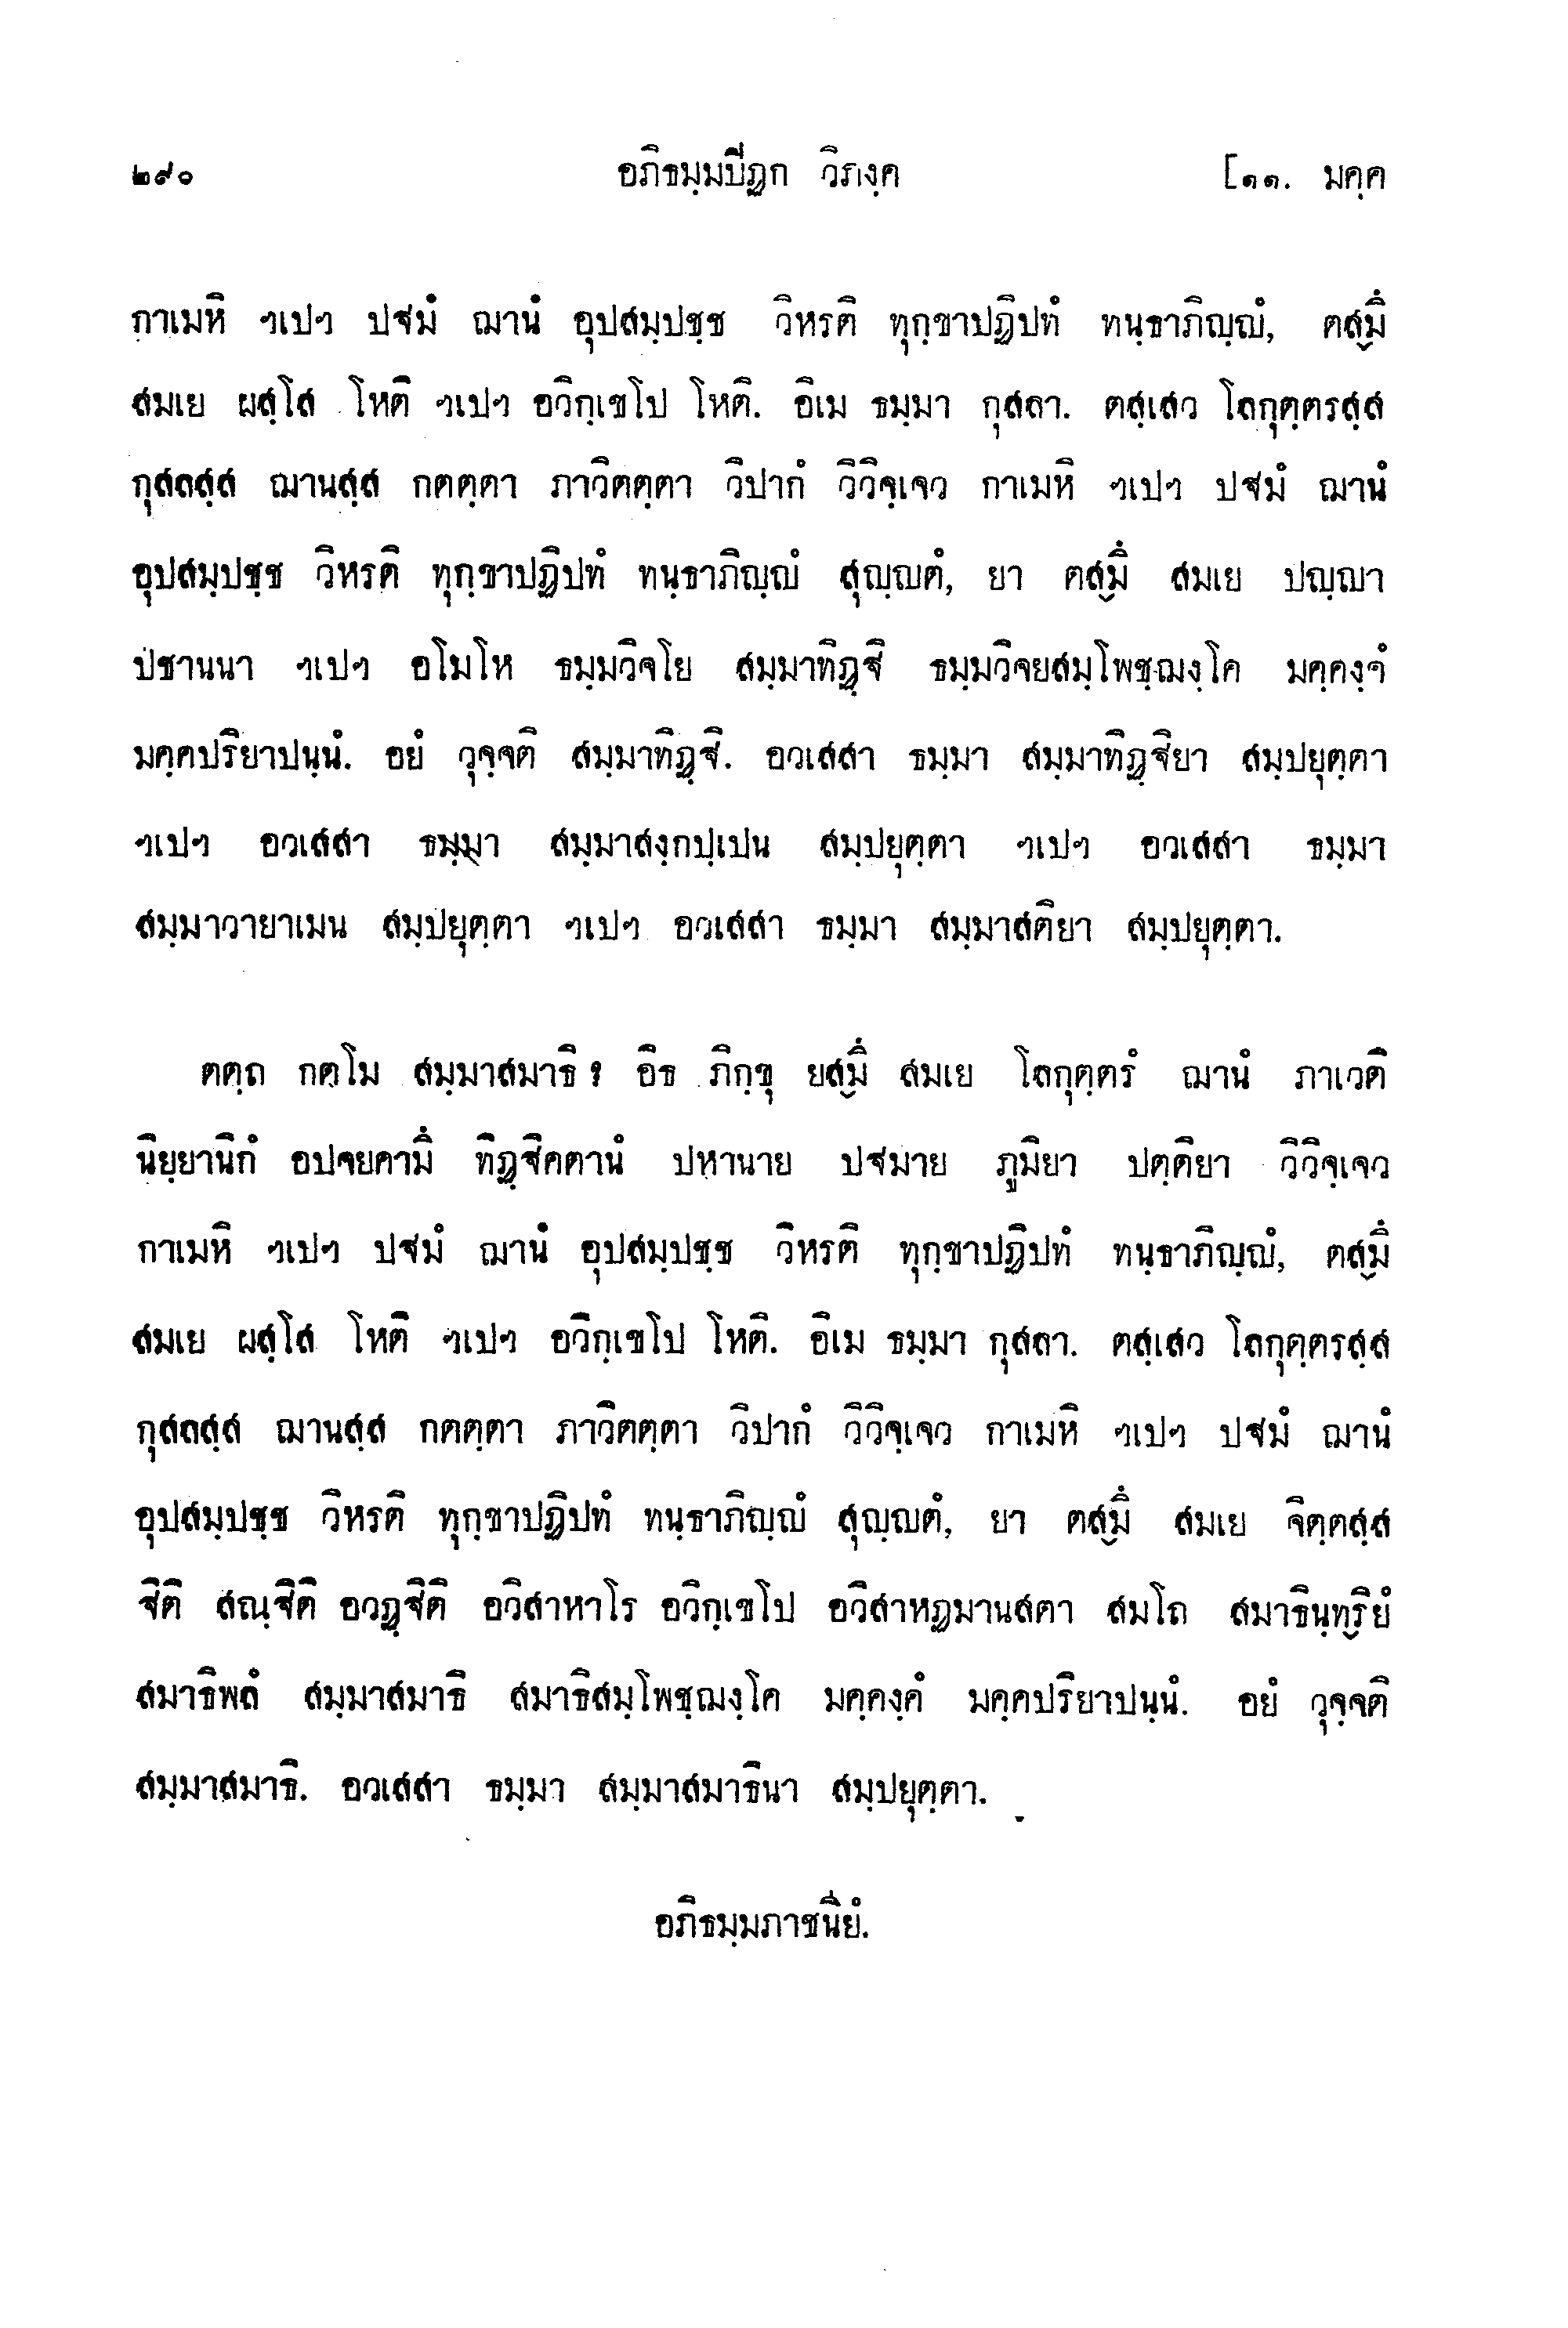 ๒๙๐ อภิธมฺมปิฏก วิภงฺค [๑๑. มคฺค
กาเมหิ ฯเปฯ ปฐมํ ฌานํ อุปสมฺปชฺช วิหรติ ทุกฺขาปฏิปทํ ทนฺธาภิญฺญํ, ตสฺมึ
สมเย ผสฺโส โหติ ฯเปฯ อวิกฺเขโป โหติ. อิเม ธมฺมา กุสลา. ตสฺเสว โลกุตฺตรสฺส
กุสลสฺส ฌานสฺส กตตฺตา ภาวิตตฺตา วิปากํ วิวิจฺเจว กาเมหิ ฯเปฯ ปฐมํ ฌานํ
อุปสมฺปชฺช วิหรติ ทุกฺขาปฏิปทํ ทนฺธาภิญฺญํ สุญฺญตํ, ยา ตสฺมึ สมเย ปญฺญา
ปชานนา ฯเปฯ อโมโห ธมฺมวิจโย สมฺมาทิฏฺฐิ ธมฺมวิจยสมฺโพชฺฌงฺโค มคฺคงฺคํ
มคฺคปริยาปนฺนํ. อยํ วุจฺจติ สมฺมาทิฏฺฐิ. อวเสสา ธมฺมา สมฺมาทิฏฺฐิยา สมฺปยุตฺตา
ฯเปฯ อวเสสา ธมฺมา สมฺมาสงฺกปฺเปน สมฺปยุตฺตา ฯเปฯ อวเสสา ธมฺมา
สมฺมาวายาเมน สมฺปยุตฺตา ฯเปฯ อวเสสา ธมฺมา สมฺมาสติยา สมฺปยุตฺตา.
ตตฺถ กตโม สมฺมาสมาธิ? อิธ ภิกฺขุ ยสฺมึ สมเย โลกุตฺตรํ ฌานํ ภาเวติ
นิยฺยานิกํ อปจยคามึ ทิฏฺฐิคตานํ ปหานาย ปฐมาย ภูมิยา ปตฺติยา วิวิจฺเจว
กาเมหิ ฯเปฯ ปฐมํ ฌานํ อุปสมฺปชฺช วิหรติ ทุกฺขาปฏิปทํ ทนฺธาภิญฺญํ, ตสฺมึ
สมเย ผสฺโส โหติ ฯเปฯ อวิกฺเขโป โหติ. อิเม ธมฺมา กุสลา. ตสฺเสว โลกุตฺตรสฺส
กุสลสฺส ฌานสฺส กตตฺตา ภาวิตตฺตา วิปากํ วิวิจฺเจว กาเมหิ ฯเปฯ ปฐมํ ฌานํ
อุปสมฺปชฺช วิหรติ ทุกฺขาปฏิปทํ ทนฺธาภิญฺญํ สุญฺญตํ, ยา ตสฺมึ สมเย จิตฺตสฺส
ฐิติ สณฺฐิติ อวฏฺฐิติ อวิสาหาโร อวิกฺเขโป อวิสาหฏมานสตา สมโถ สมาธินฺทฺริยํ
สมาธิพลํ สมฺมาสมาธิ สมาธิสมฺโพชฺฌงฺโค มคฺคงฺคํ มคฺคปริยาปนฺนํ. อยํ วุจฺจติ
สมฺมาสมาธิ. อวเสสา ธมฺมา สมฺมาสมาธินา สมฺปยุตฺตา.
อภิธมฺมภาชนียํ.